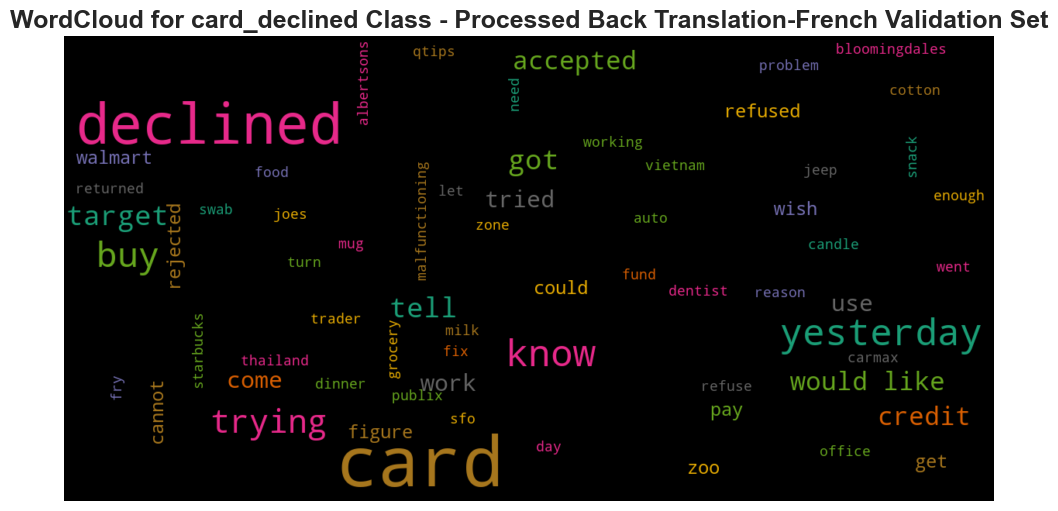 WordCloud for card_declined Class - Processed Back Translation-French Validation Set
qtips
bloomingdales
albertsons
accepted
problem
need
cotton
declined
refused
working
snack
walmart
got
vietnam
jeep
food
malfunctioning
returned
let
tried
enough
target
swab
joes
wish
rejected
zone
auto
mug
candle
buy
turn
went
fund
could
dentist
reason
tell
use
trader
grocery
milk
yesterday
starbucks
fix
know
thailand
carmax
come
dinner
work
refuse
would like
fry
cannot
publix
pay
trying
sfo
credit
figure
card
day
office
zoo
get